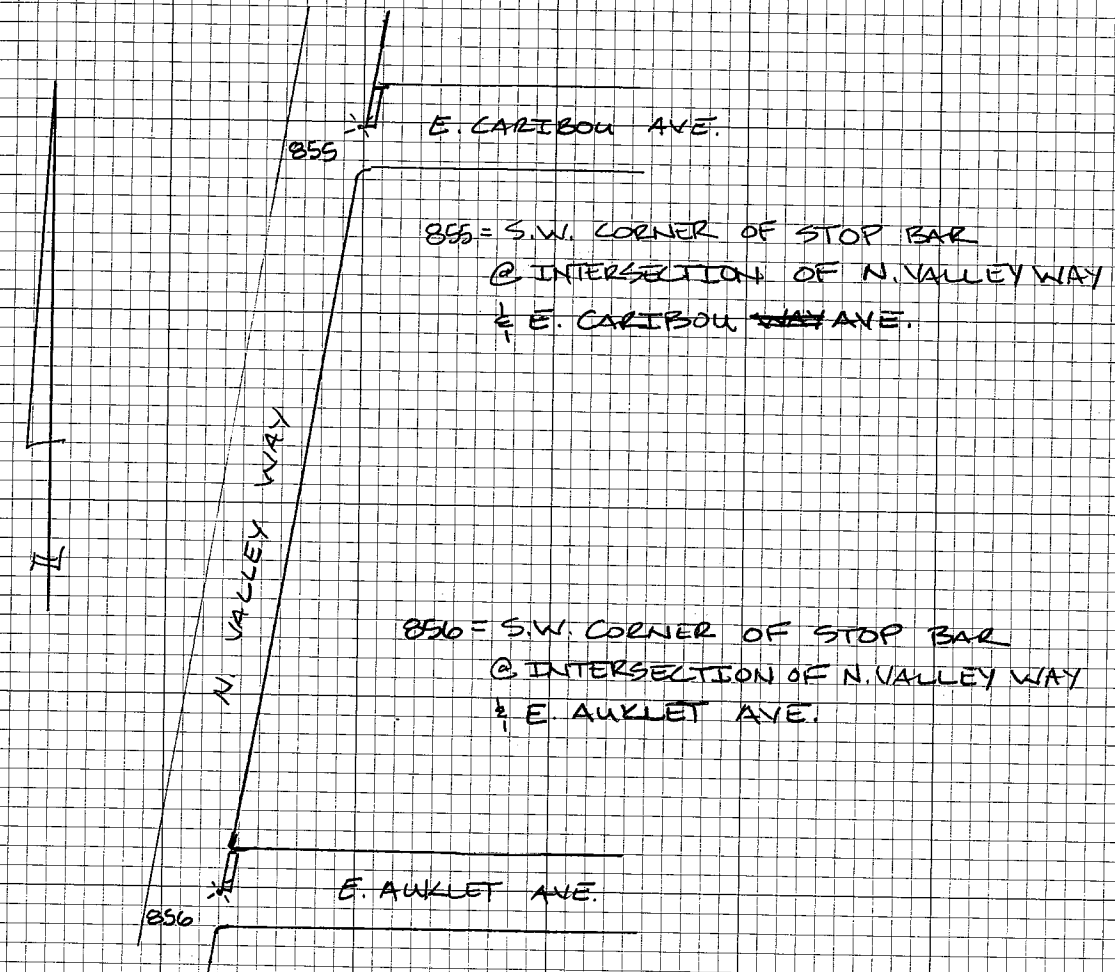 E. CARIBOU AVE.
855
855 = S.W. CORNER OF STOP BAR
@ INTERSECTION OF N. VALLEY WAY
& E. CARIBOU WAY AVE.
N. VALLEY WAY
N
856 = S.W. CORNER OF STOP BAR
@ INTERSECTION OF N. VALLEY WAY
& E. AUKLET AVE.
E. AUKLET AVE.
856